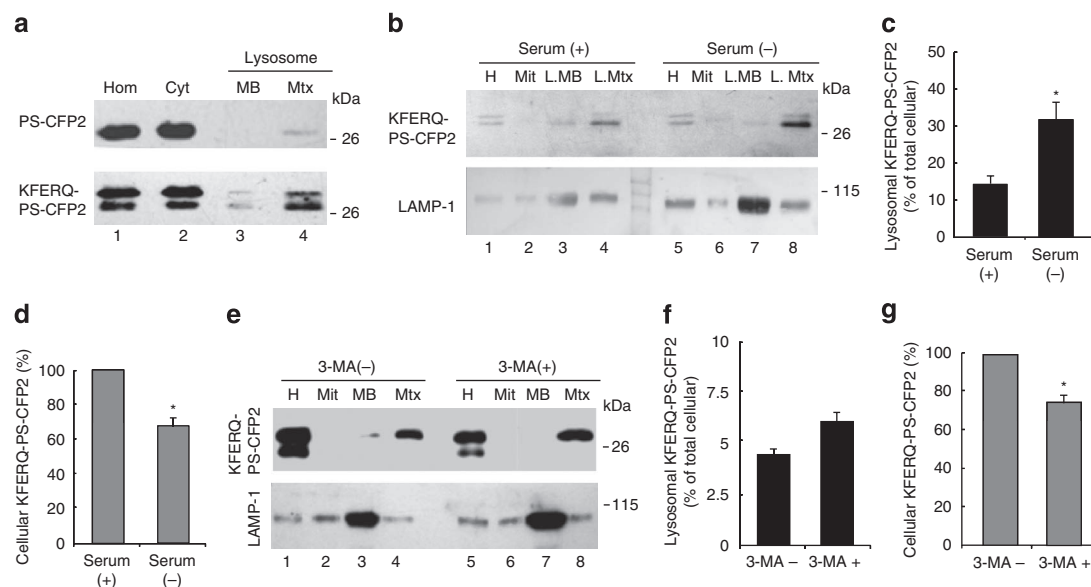 a
Lysosome
Hom Cyt MB Mtx
kDa
PS-CFP2
- 26
KFERQ-
PS-CFP2
- 26
1 2 3 4
b
Serum (+) Serum (–)
H Mit L.MB L.Mtx H Mit L.MB L. Mtx
kDa
KFERQ-
PS-CFP2
- 26
- 115
LAMP-1
1 2 3 4 5 6 7 8
c
Lysosomal KFERQ-PS-CFP2
(% of total cellular)
50
40
30
20
10
0
*
Serum
(+)
Serum
(–)
d
Cellular KFERQ-PS-CFP2 (%)
100
80
60
40
20
0
*
Serum
(+)
Serum
(–)
e
3-MA(–) 3-MA(+)
H Mit MB Mtx H Mit MB Mtx
kDa
KFERQ-
PS-CFP2
–26
–115
LAMP-1
1 2 3 4 5 6 7 8
f
Lysosomal KFERQ-PS-CFP2
(% of total cellular)
10
7.5
5
2.5
0
3-MA – 3-MA +
g
Cellular KFERQ-PS-CFP2 (%)
100
80
60
40
20
0
*
3-MA – 3-MA +